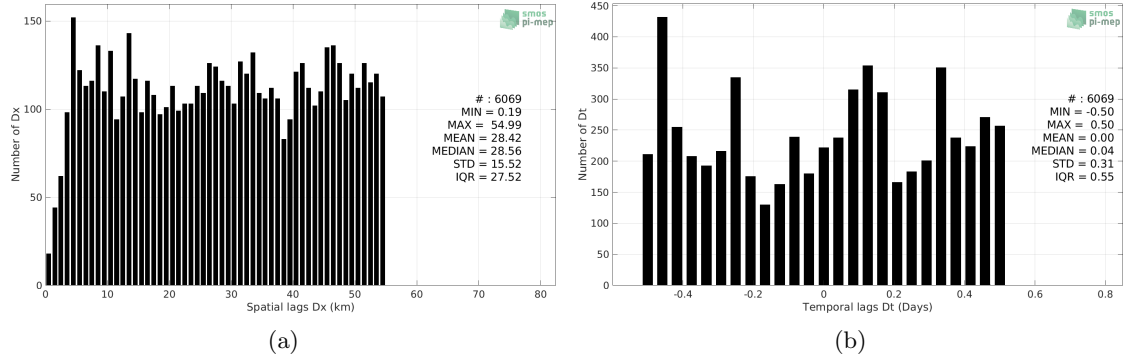 150
100
50
0
0 10 20 30 40 50 60 70 80
Number of Dx
Spatial lags Dx (km)
smos
pi-mep
# : 6069
MIN = 0.19
MAX = 54.99
MEAN = 28.42
MEDIAN = 28.56
STD = 15.52
IQR = 27.52
(a)
450
400
350
300
250
200
150
100
50
0
-0.4 -0.2 0 0.2 0.4 0.6 0.8
Number of Dt
Temporal lags Dt (Days)
smos
pi-mep
# : 6069
MIN = -0.50
MAX = 0.50
MEAN = 0.00
MEDIAN = 0.04
STD = 0.31
IQR = 0.55
(b)